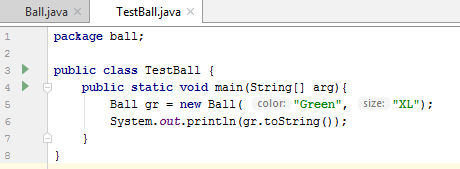 Ball.java × TestBall.java ×
1 package ball;
2
3 public class TestBall {
4 public static void main(String[] arg){
5 Ball gr = new Ball( color: "Green", size: "XL");
6 System.out.println(gr.toString());
7 }
8 }